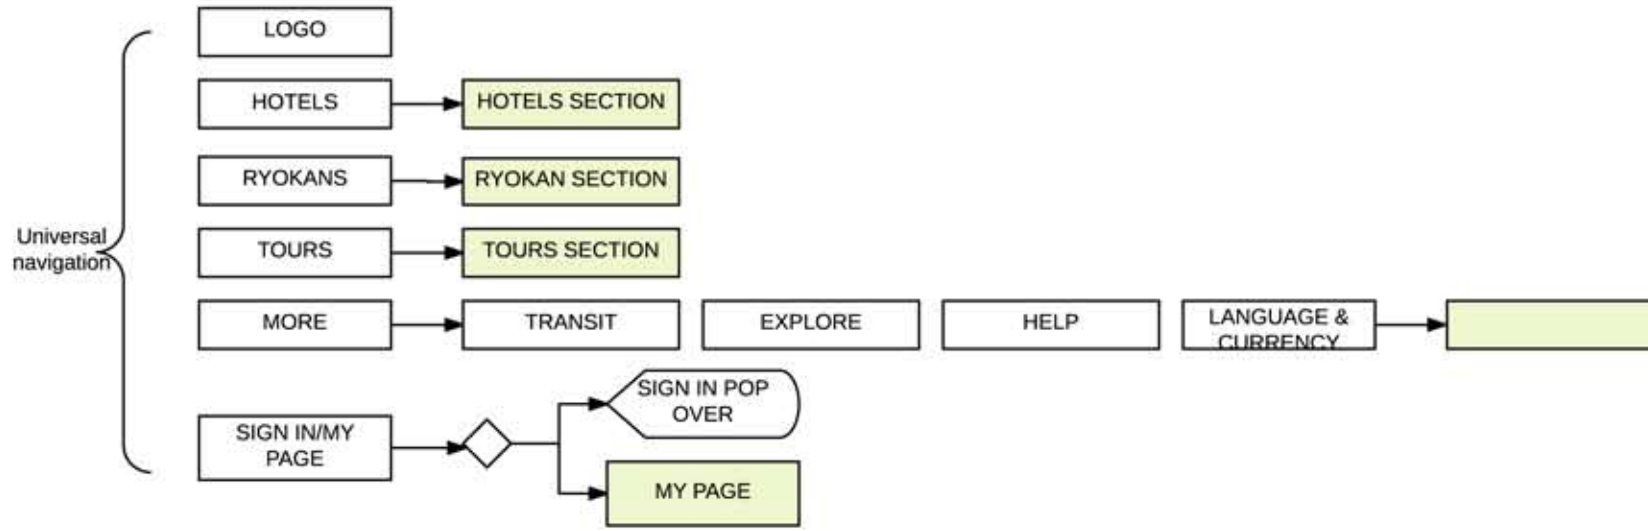 LOGO
HOTELS
HOTELS SECTION
RYOKANS
RYOKAN SECTION
Universal
navigation
TOURS
TOURS SECTION
MORE
TRANSIT
EXPLORE
HELP
LANGUAGE &
CURRENCY
SIGN IN/MY
PAGE
SIGN IN POP
OVER
MY PAGE